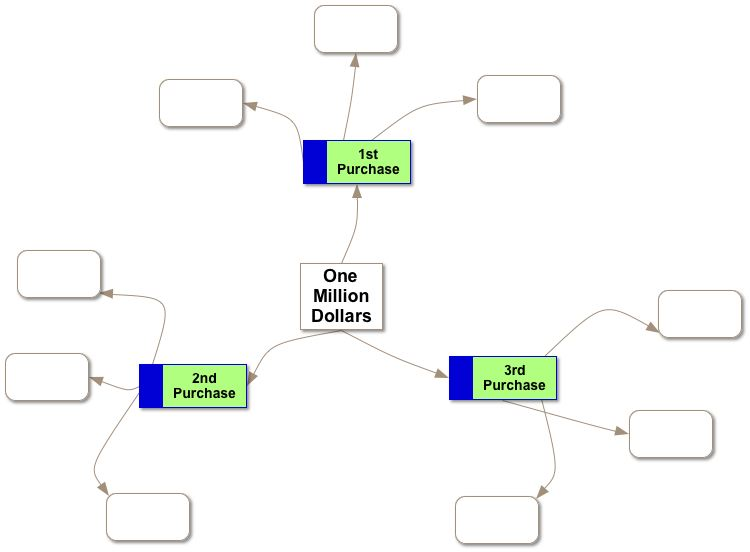 1st
Purchase
One
Million
Dollars
2nd
Purchase
3rd
Purchase